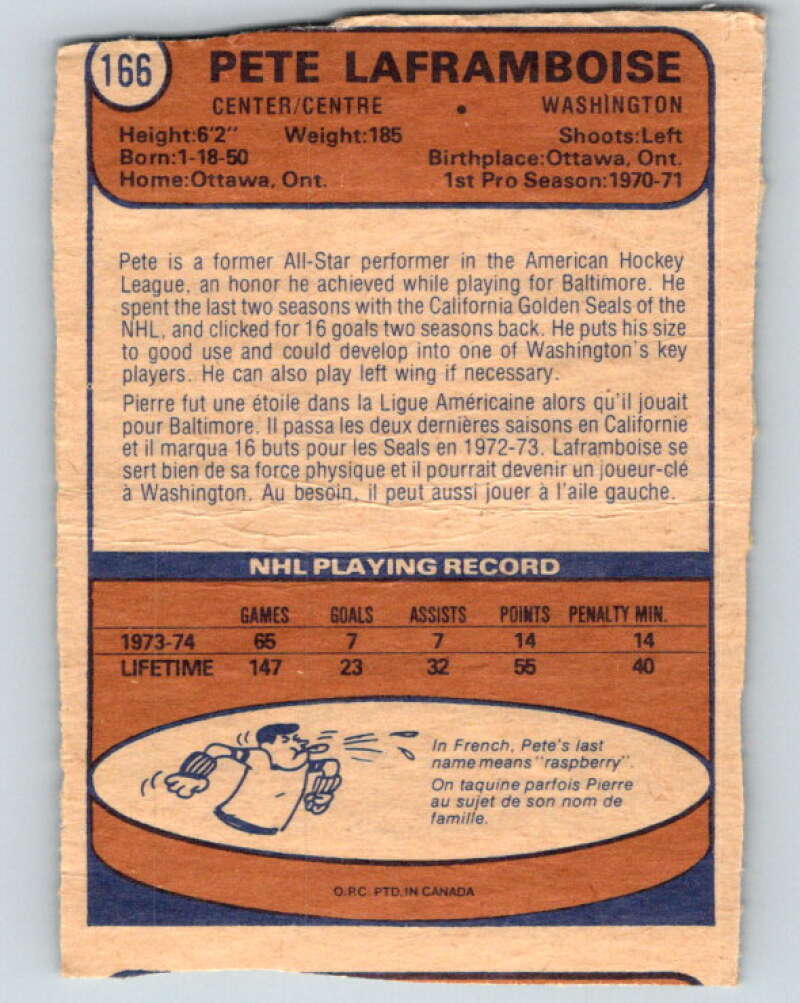 166 PETE LAFRAMBOISE
CENTER/CENTRE • WASHINGTON
Height:6'2" Weight:185 Shoots:Left
Born:1-18-50 Birthplace:Ottawa, Ont.
Home:Ottawa, Ont. 1st Pro Season:1970-71
Pete is a former All-Star performer in the American Hockey
League, an honor he achieved while playing for Baltimore. He
spent the last two seasons with the California Golden Seals of the
NHL, and clicked for 16 goals two seasons back. He puts his size
to good use and could develop into one of Washington's key
players. He can also play left wing if necessary.
Pierre fut une étoile dans la Ligue Américaine alors qu'il jouait
pour Baltimore. Il passa les deux dernières saisons en Californie
et il marqua 16 buts pour les Seals en 1972-73. Laframboise se
sert bien de sa force physique et il pourrait devenir un joueur-clé
à Washington. Au besoin, il peut aussi jouer à l'aile gauche.
NHL PLAYING RECORD
GAMES GOALS ASSISTS POINTS PENALTY MIN.
1973-74 65 7 7 14 14
LIFETIME 147 23 32 55 40
In French, Pete's last
name means "raspberry".
On taquine parfois Pierre
au sujet de son nom de
famille.
O.P.C. PTD. IN CANADA